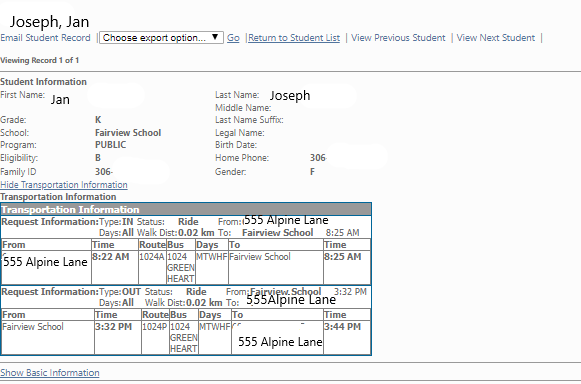 Joseph, Jan
Email Student Record | Choose export option... ▼ Go |Return to Student List | View Previous Student | View Next Student |
Viewing Record 1 of 1
Student Information
First Name: Jan Last Name: Joseph
Middle Name:
Grade: K Last Name Suffix:
School: Fairview School Legal Name:
Program: PUBLIC Birth Date:
Eligibility: B Home Phone: 306
Family ID 306- Gender: F
Hide Transportation Information
Transportation Information
Transportation Information
Request Information:Type:IN Status: Ride From: 555 Alpine Lane
Days:All Walk Dist:0.02 km To: Fairview School 8:25 AM
From Time Route Bus Days To Time
555 Alpine Lane 8:22 AM 1024A 1024 MTWHF Fairview School 8:25 AM
GREEN
HEART
Request Information:Type:OUT Status: Ride From:Fairview School 3:32 PM
Days:All Walk Dist:0.02 km To: 555Alpine Lane
From Time Route Bus Days To Time
Fairview School 3:32 PM 1024P 1024 MTWHF 3:44 PM
GREEN 555 Alpine Lane
HEART
Show Basic Information